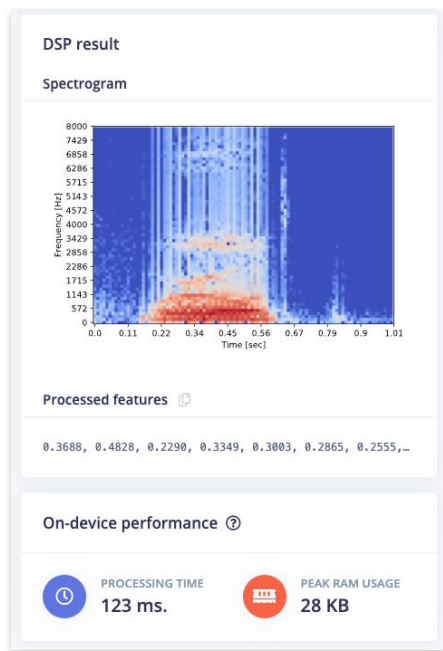 DSP result
Spectrogram
8000
7429
6858
6286
5715
5143
4572
4000
3429
2858
2286
1715
1143
572
0
Frequency [Hz]
0.0 0.11 0.22 0.34 0.45 0.56 0.67 0.79 0.9 1.01
Time [sec]
Processed features
0.3688, 0.4828, 0.2290, 0.3349, 0.3003, 0.2865, 0.2555,…
On-device performance
PROCESSING TIME
123 ms.
PEAK RAM USAGE
28 KB